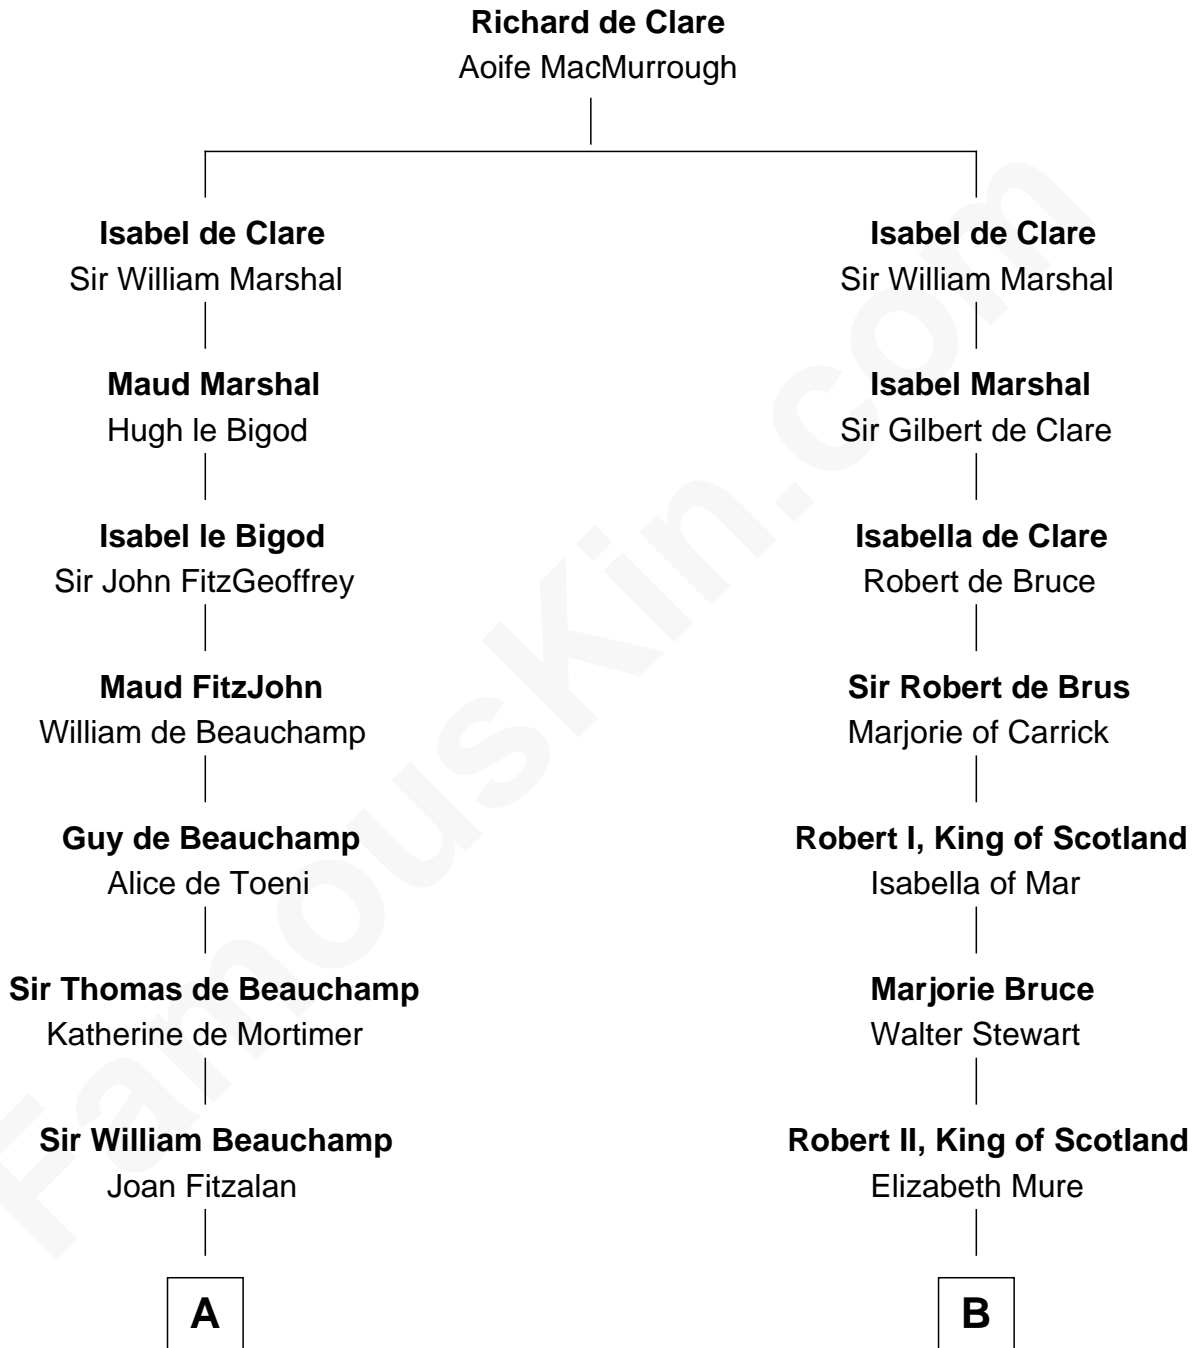 Richard de Clare
Aoife MacMurrough
Isabel de Clare
Sir William Marshal
Isabel de Clare
Sir William Marshal
Maud Marshal
Hugh le Bigod
Isabel Marshal
Sir Gilbert de Clare
Isabel le Bigod
Sir John FitzGeoffrey
Isabella de Clare
Robert de Bruce
Maud FitzJohn
William de Beauchamp
Sir Robert de Brus
Marjorie of Carrick
Guy de Beauchamp
Alice de Toeni
Robert I, King of Scotland
Isabella of Mar
Sir Thomas de Beauchamp
Katherine de Mortimer
Marjorie Bruce
Walter Stewart
Sir William Beauchamp
Joan Fitzalan
Robert II, King of Scotland
Elizabeth Mure
A
B
FamousKin.com